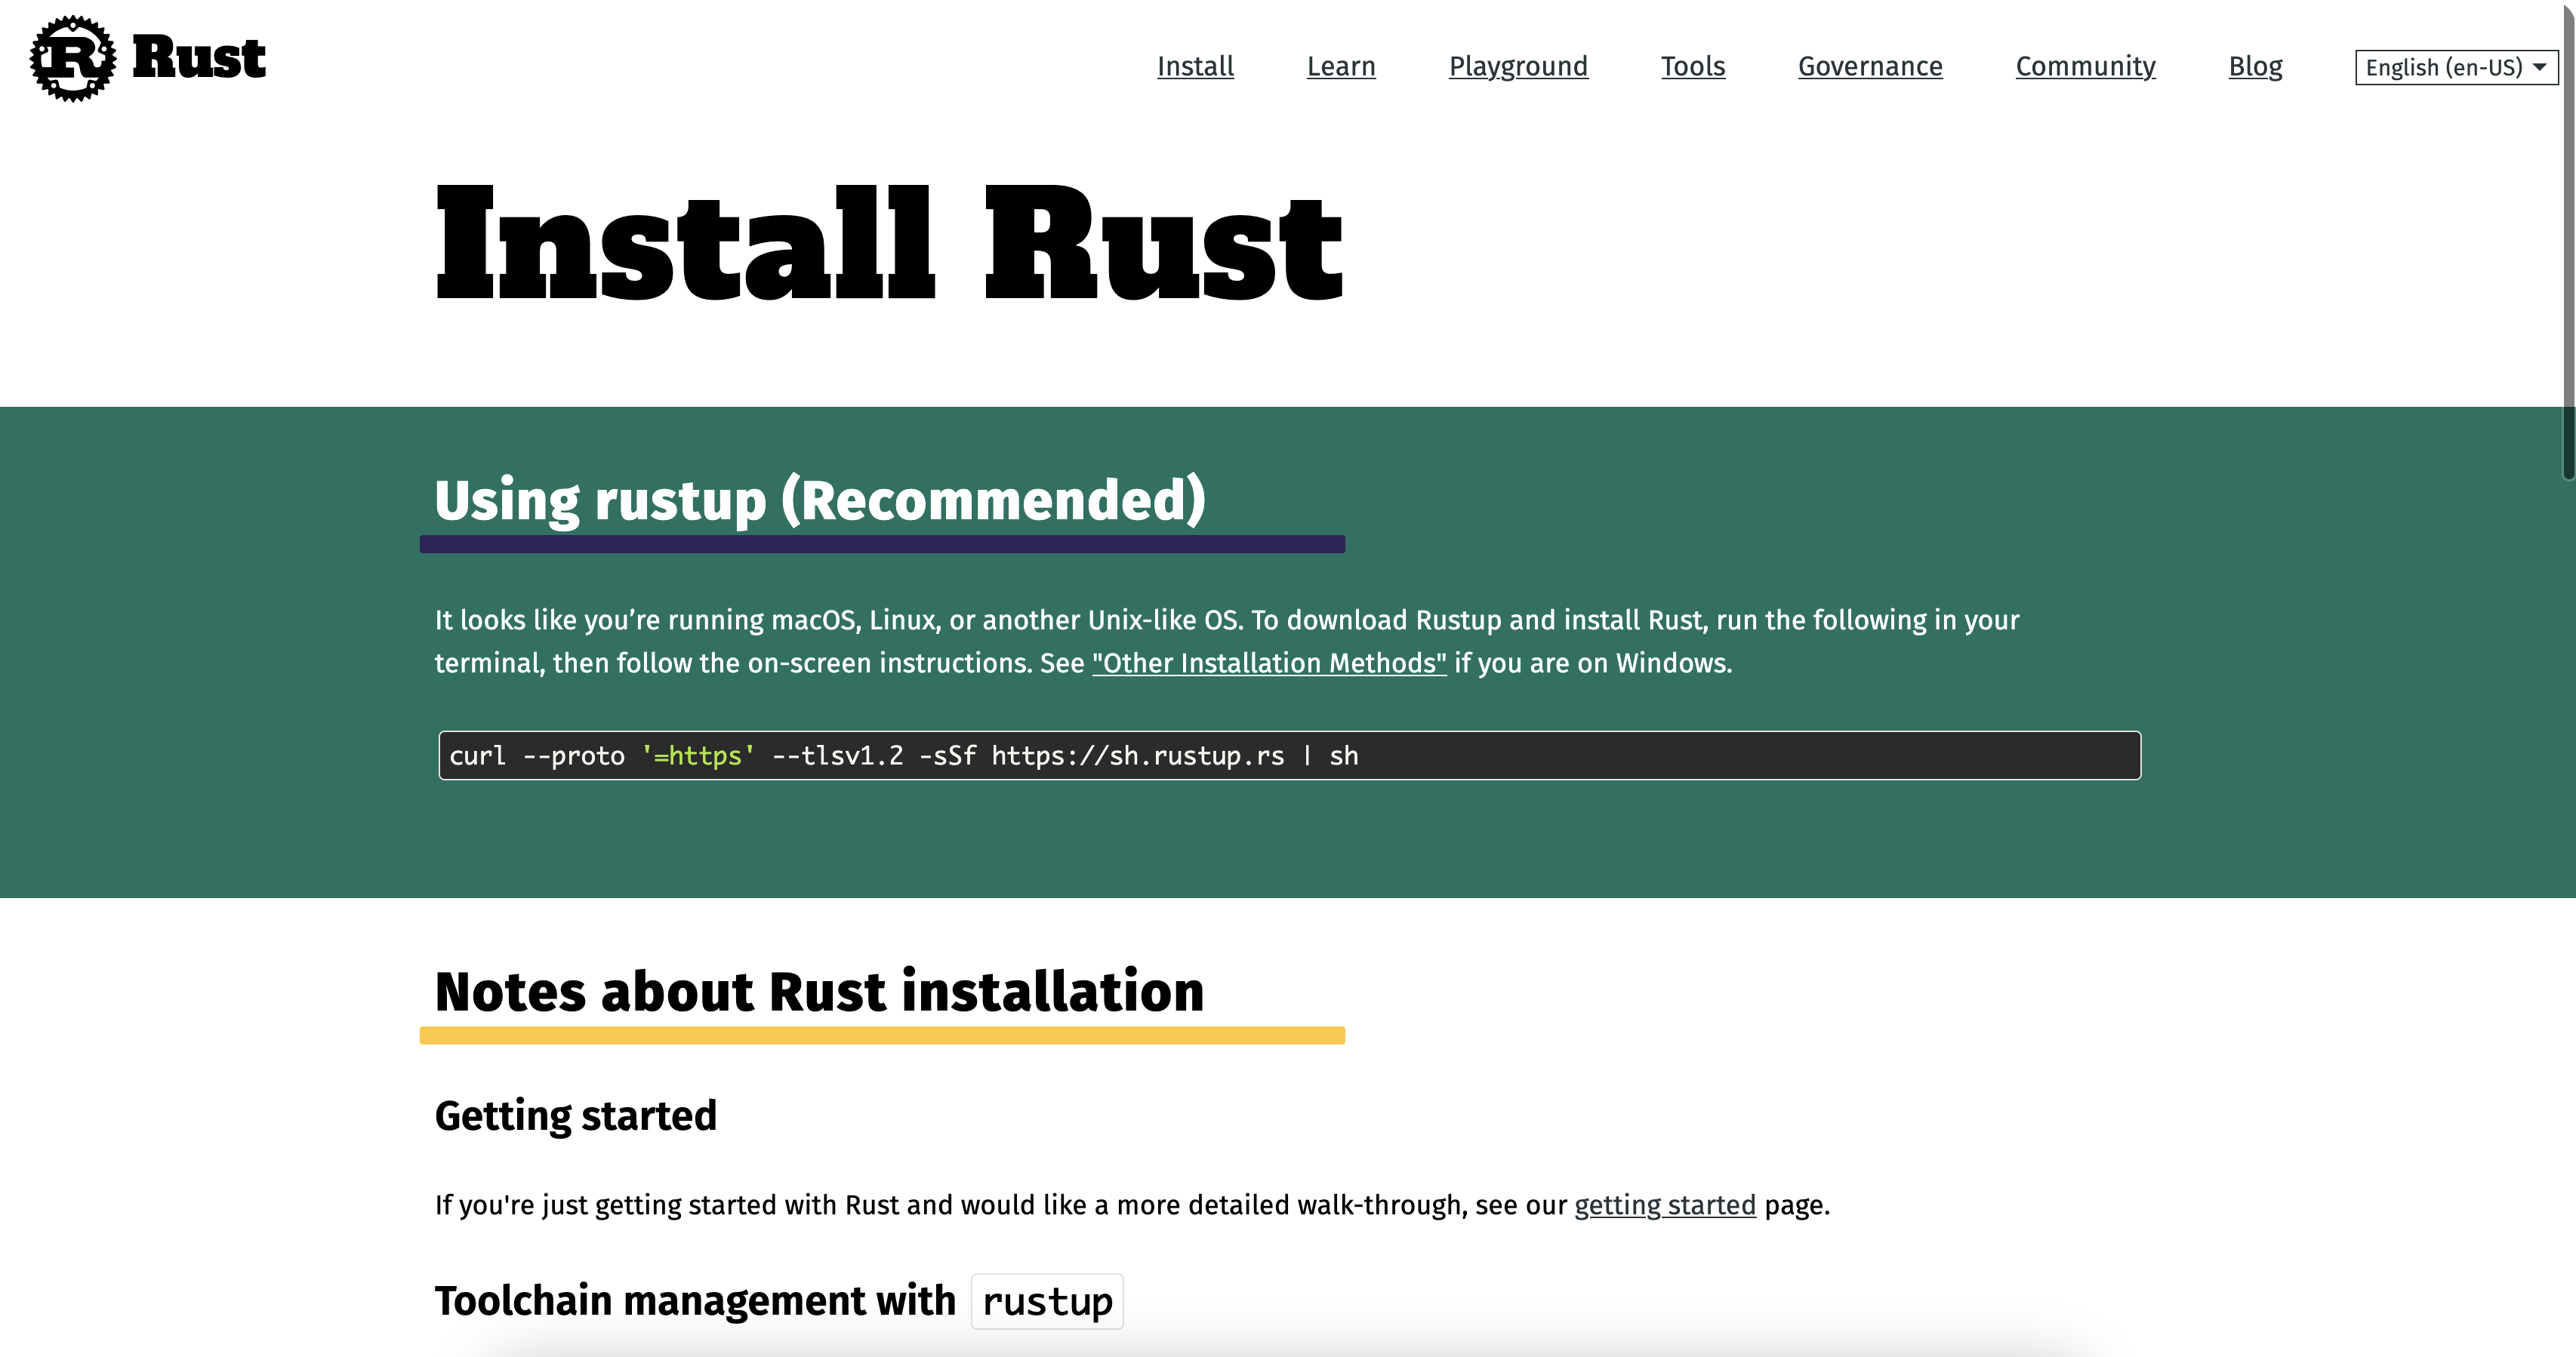 Rust
Install
Learn
Playground
Tools
Governance
Community
Blog
English (en-US)
Install Rust
Using rustup (Recommended)
It looks like you’re running macOS, Linux, or another Unix-like OS. To download Rustup and install Rust, run the following in your
terminal, then follow the on-screen instructions. See "Other Installation Methods" if you are on Windows.
curl --proto '=https' --tlsv1.2 -sSf https://sh.rustup.rs | sh
Notes about Rust installation
Getting started
If you're just getting started with Rust and would like a more detailed walk-through, see our getting started page.
Toolchain management with rustup